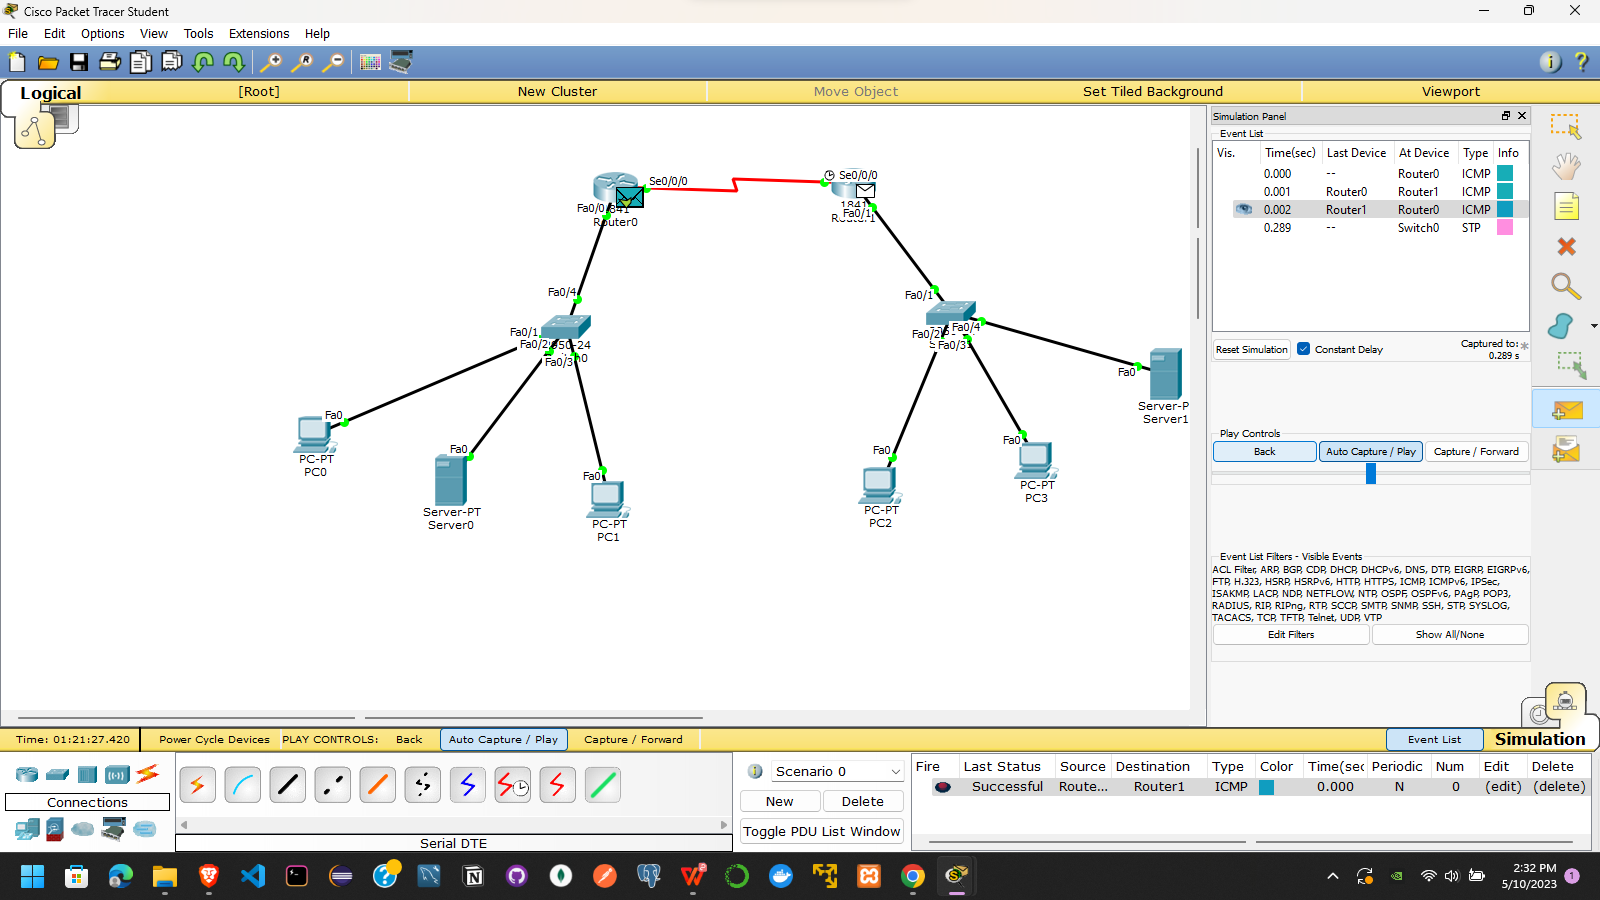 Cisco Packet Tracer Student
File Edit Options View Tools Extensions Help
Logical [Root] New Cluster Move Object Set Tiled Background Viewport
Se0/0/0
Fa0/0
Router0
Se0/0/0
1841
Fa0/1
Router1
Fa0/4
Fa0/1
Fa0/2
Fa0/3
Fa0/1
Fa0/4
Fa0/2
Fa0/3
Fa0
PC-PT
PC0
Fa0
Server-PT
Server0
Fa0
PC-PT
PC1
Fa0
PC-PT
PC2
Fa0
PC-PT
PC3
Fa0
Server-P
Server1
Simulation Panel
Event List
Vis. Time(sec) Last Device At Device Type Info
0.000 -- Router0 ICMP
0.001 Router0 Router1 ICMP
0.002 Router1 Router0 ICMP
0.289 -- Switch0 STP
Reset Simulation Constant Delay Captured to: *
0.289 s
Play Controls
Back Auto Capture / Play Capture / Forward
Event List Filters - Visible Events
ACL Filter, ARP, BGP, CDP, DHCP, DHCPv6, DNS, DTP, EIGRP, EIGRPv6,
FTP, H.323, HSRP, HSRPv6, HTTP, HTTPS, ICMP, ICMPv6, IPSec,
ISAKMP, LACP, NDP, NETFLOW, NTP, OSPF, OSPFv6, PAgP, POP3,
RADIUS, RIP, RIPng, RTP, SCCP, SMTP, SNMP, SSH, STP, SYSLOG,
TACACS, TCP, TFTP, Telnet, UDP, VTP
Edit Filters Show All/None
Time: 01:21:27.420 Power Cycle Devices PLAY CONTROLS: Back Auto Capture / Play Capture / Forward Event List Simulation
Connections
Serial DTE
Scenario 0
New Delete
Toggle PDU List Window
Fire Last Status Source Destination Type Color Time(sec Periodic Num Edit Delete
Successful Route... Router1 ICMP 0.000 N 0 (edit) (delete)
2:32 PM
5/10/2023
1